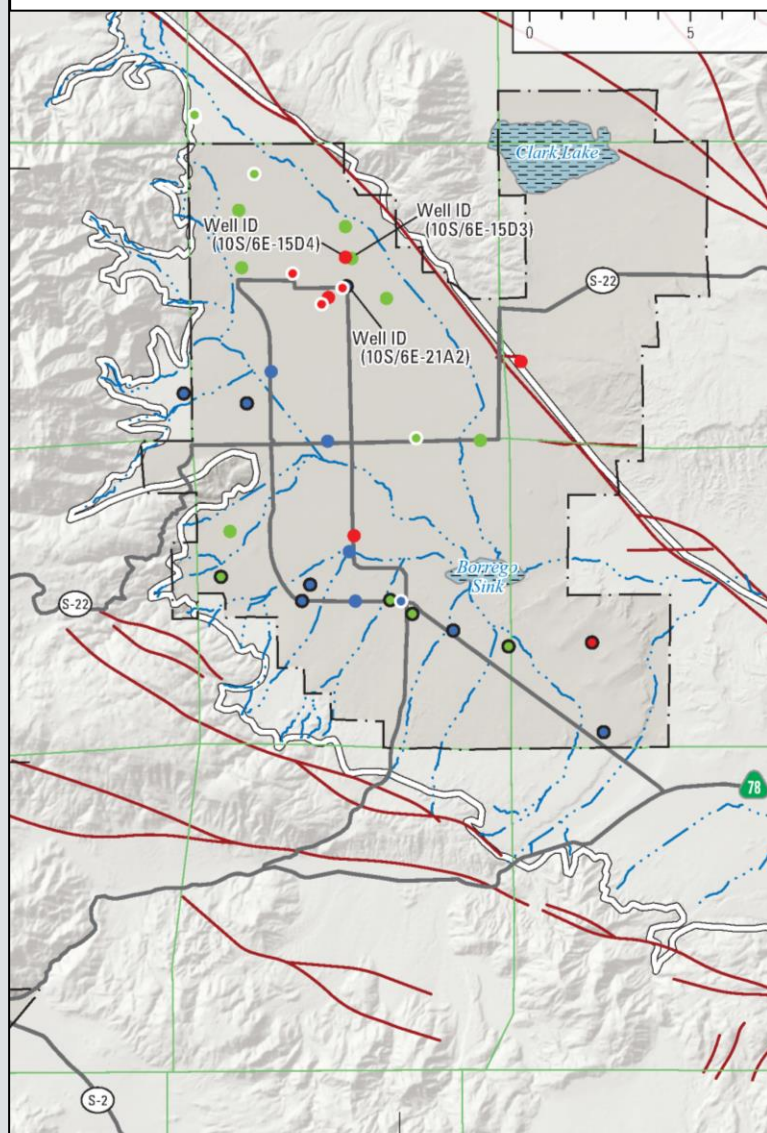 0 5
Clark Lake
Well ID
(10S/6E-15D3)
Well ID
(10S/6E-15D4)
S-22
Well ID
(10S/6E-21A2)
Borrego
Sink
S-22
78
S-2